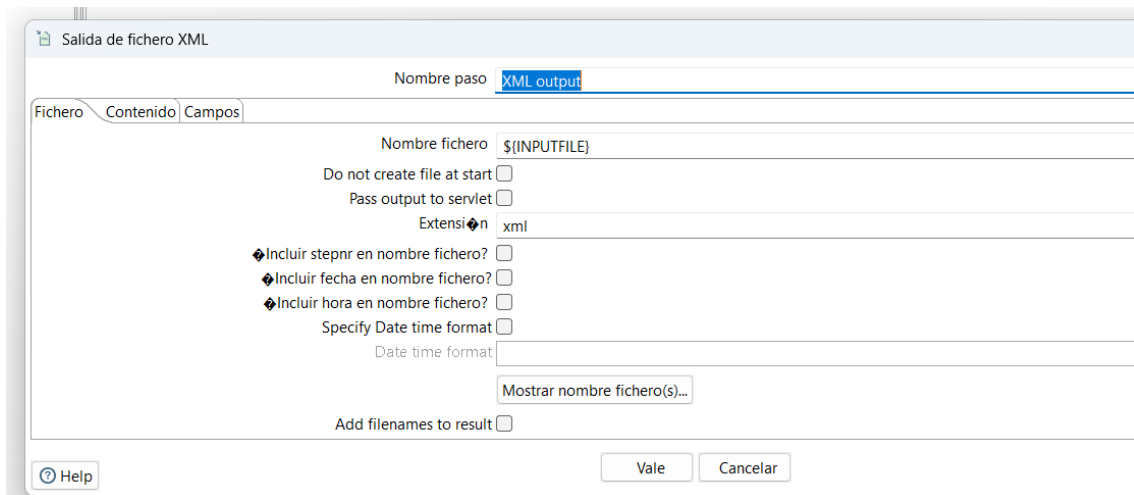 Salida de fichero XML
Nombre paso XML output
Fichero Contenido Campos
Nombre fichero ${INPUTFILE}
Do not create file at start
Pass output to servlet
Extensi�n xml
�Incluir stepnr en nombre fichero?
�Incluir fecha en nombre fichero?
�Incluir hora en nombre fichero?
Specify Date time format
Date time format
Mostrar nombre fichero(s)...
Add filenames to result
Help Vale Cancelar